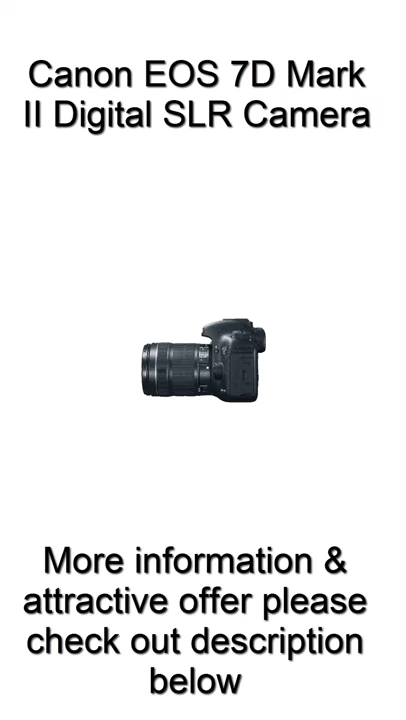 Canon EOS 7D Mark
II Digital SLR Camera
More information &
attractive offer please
check out description
below